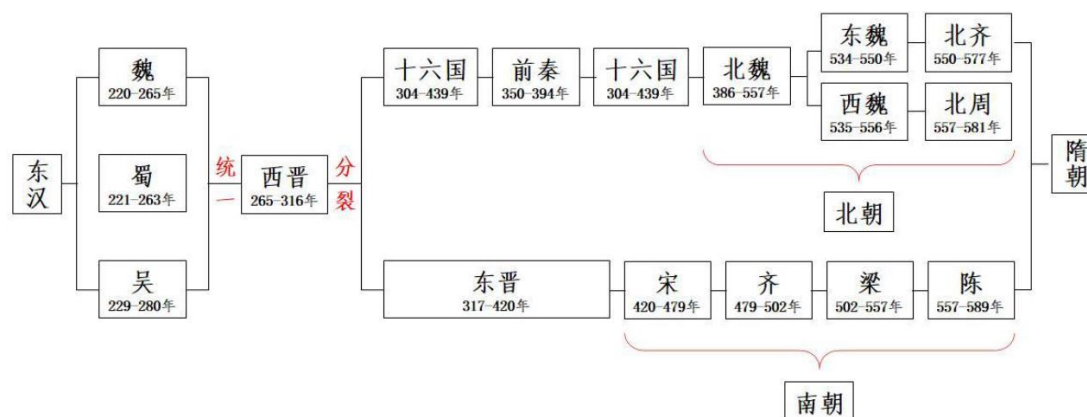 东汉
魏
220-265年
蜀
221-263年
吴
229-280年
统一
西晋
265-316年
分裂
十六国
304-439年
前秦
350-394年
十六国
304-439年
北魏
386-557年
东魏
534-550年
北齐
550-577年
西魏
535-556年
北周
557-581年
北朝
东晋
317-420年
宋
420-479年
齐
479-502年
梁
502-557年
陈
557-589年
南朝
隋朝